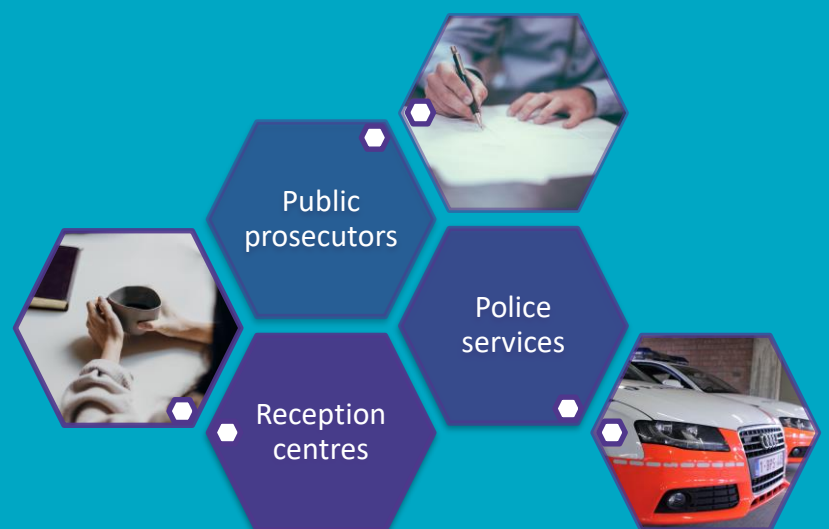 Public
prosecutors
Police
services
Reception
centres